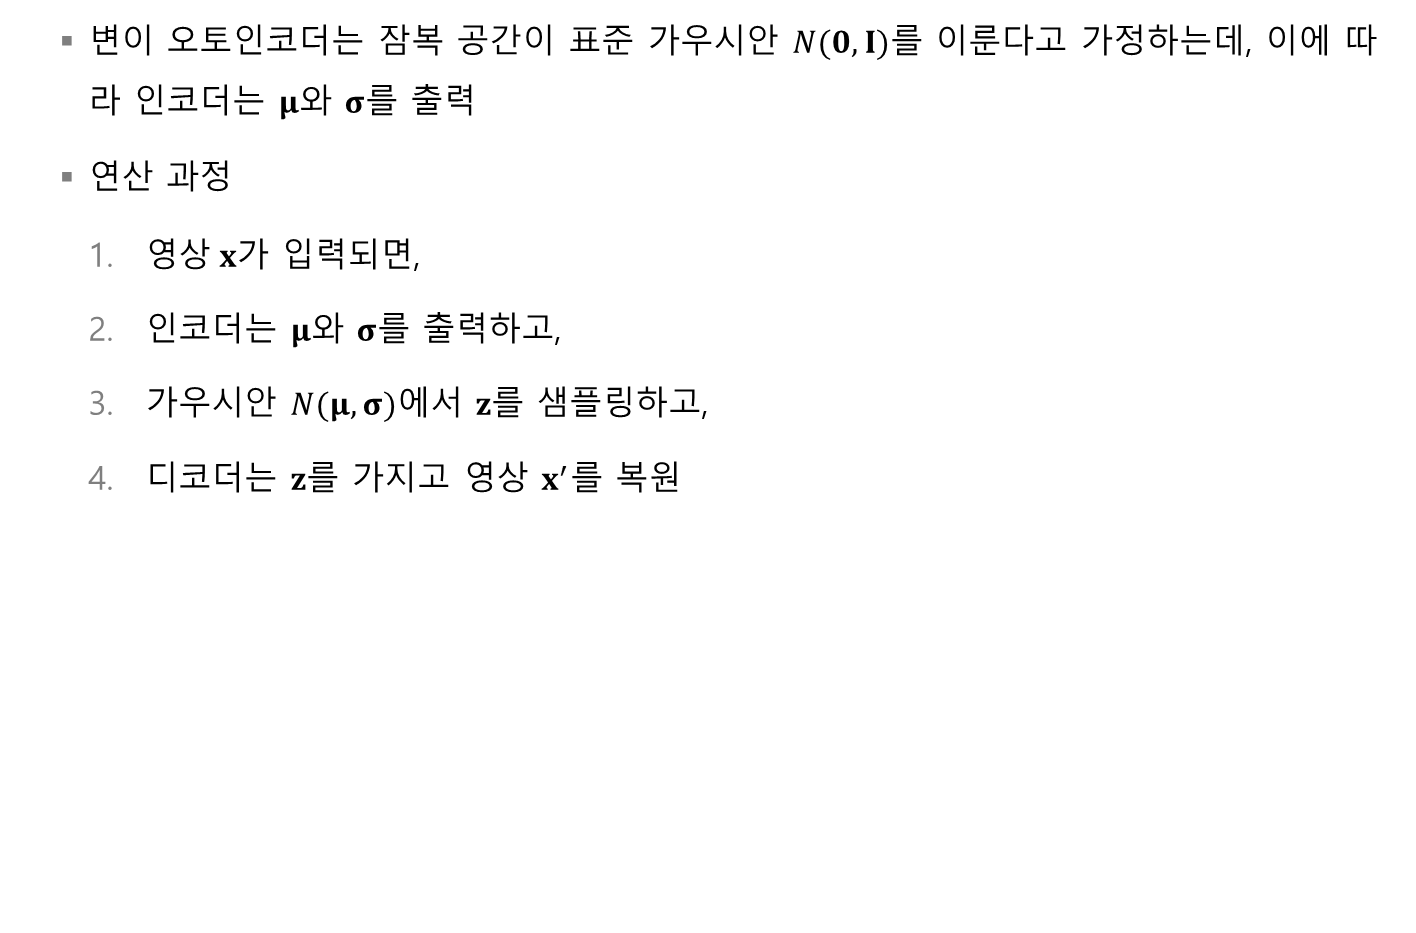 ▪ 변이 오토인코더는 잠복 공간이 표준 가우시안 N(𝟎, 𝐈)를 이룬다고 가정하는데, 이에 따
라 인코더는 𝛍와 𝛔를 출력
▪ 연산 과정
1. 영상 𝐱가 입력되면,
2. 인코더는 𝛍와 𝛔를 출력하고,
3. 가우시안 N(𝛍, 𝛔)에서 𝐳를 샘플링하고,
4. 디코더는 𝐳를 가지고 영상 𝐱′를 복원